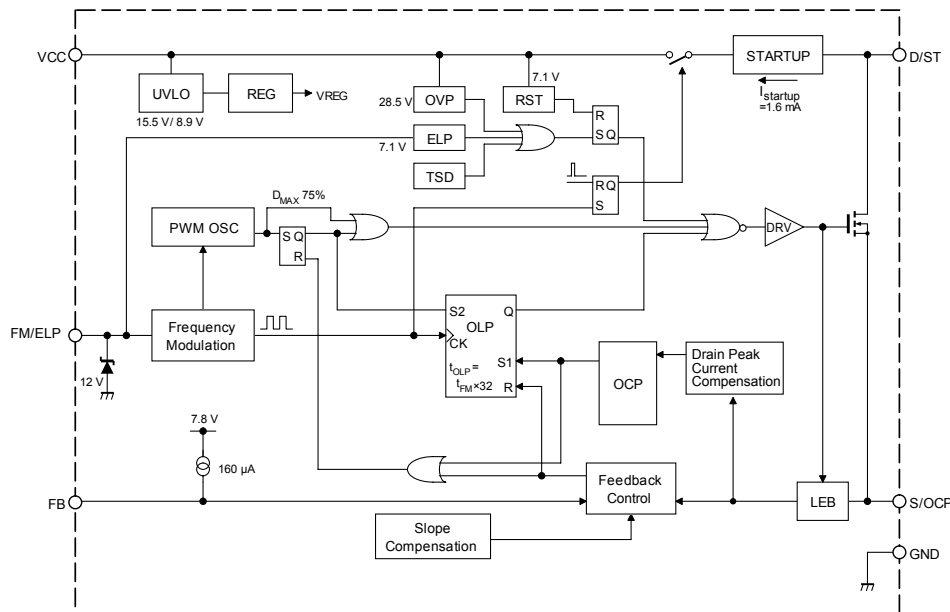 VCC
D/ST
STARTUP
I startup
=1.6 mA
UVLO
REG
VREG
15.5 V/ 8.9 V
7.1 V
28.5 V
OVP
RST
R
S Q
7.1 V
ELP
TSD
R Q
S
D MAX 75%
PWM OSC
S Q
R
DRV
FM/ELP
Frequency
Modulation
S2
Q
OLP
CK
S1
t OLP =
t FM ×32
R
OCP
Drain Peak
Current
Compensation
12 V
7.8 V
160 µA
FB
Feedback
Control
LEB
S/OCP
Slope
Compensation
GND